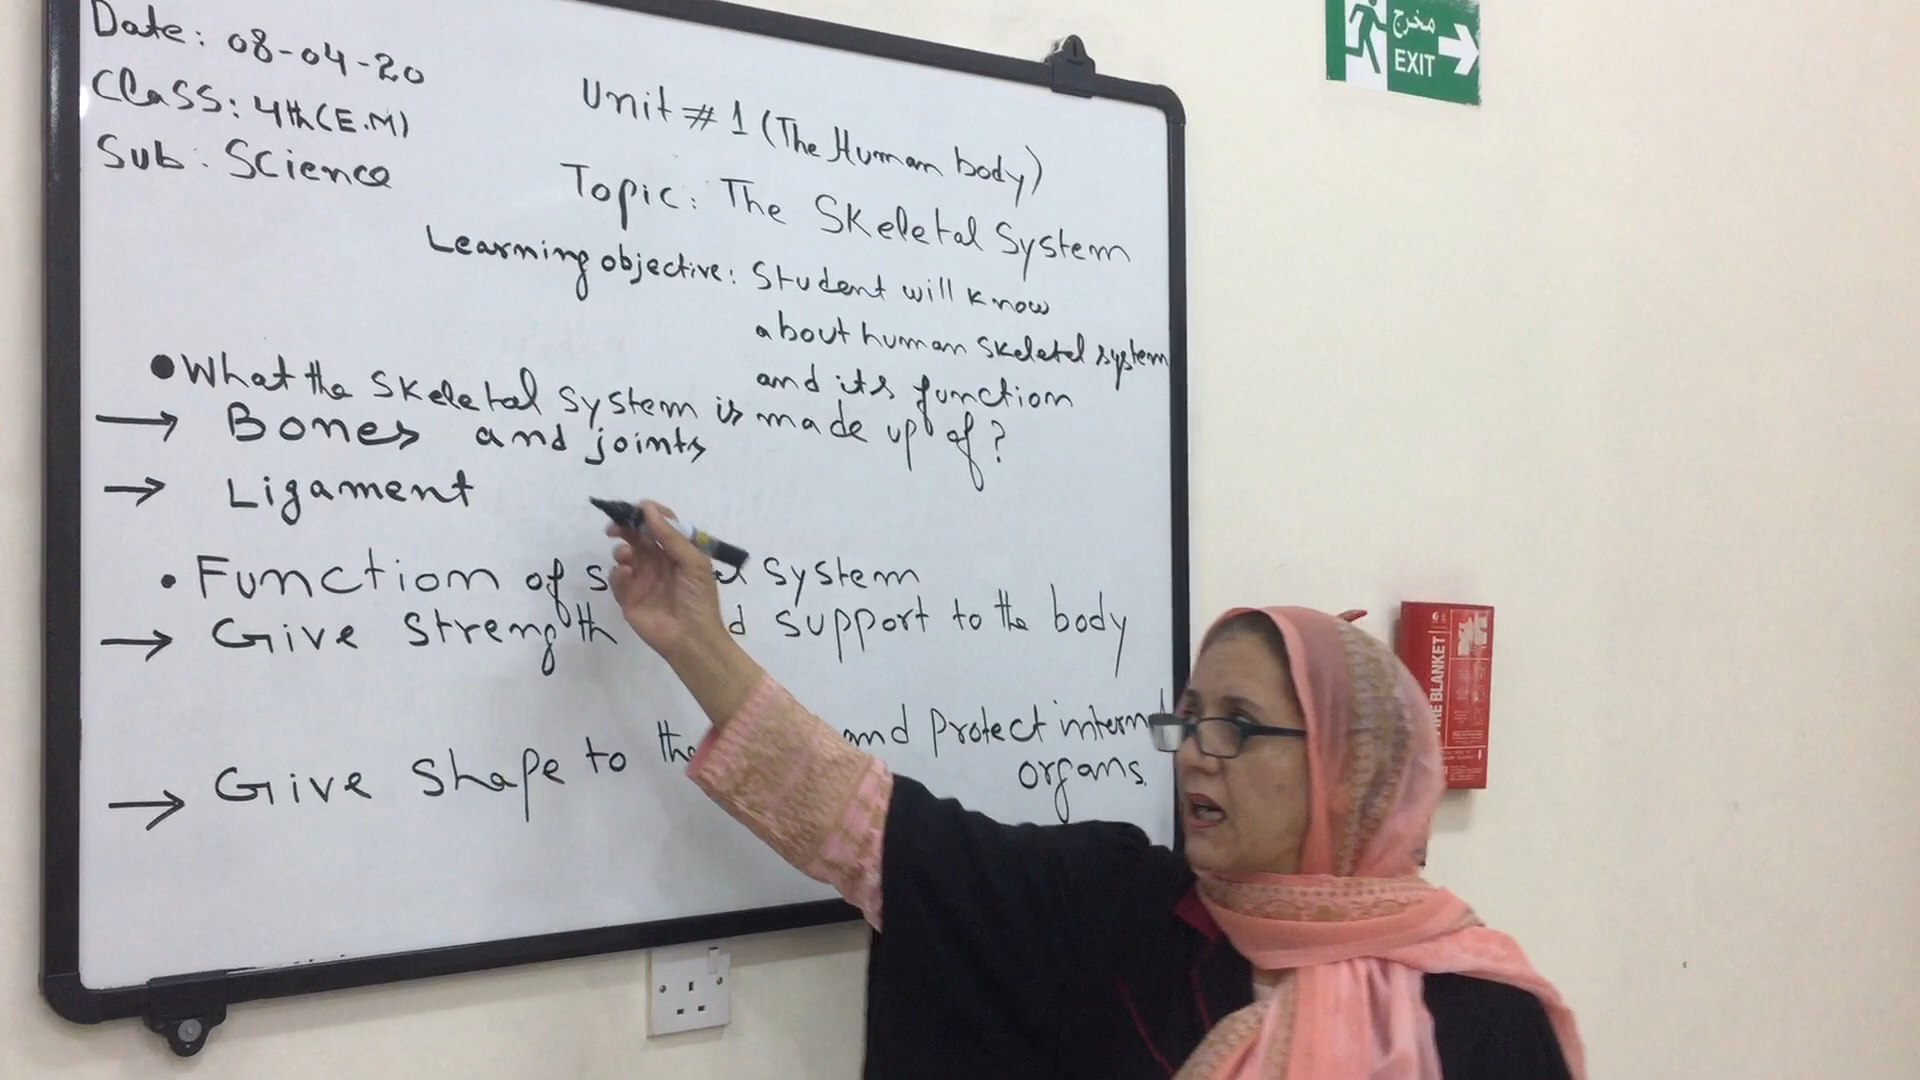 Date: 08-04-20
Class: 4th (E.M)
Sub: Science
Unit # 1 (The Human body)
Topic: The Skeletal System
Learning objective: Student will know
about human skeletal system
and its function
• What the skeletal system is made up of?
→ Bones and joints
→ Ligament
• Function of system
→ Give strength support to the body
→ Give shape to the and protect internal
organs.
مخرج
EXIT
FIRE BLANKET